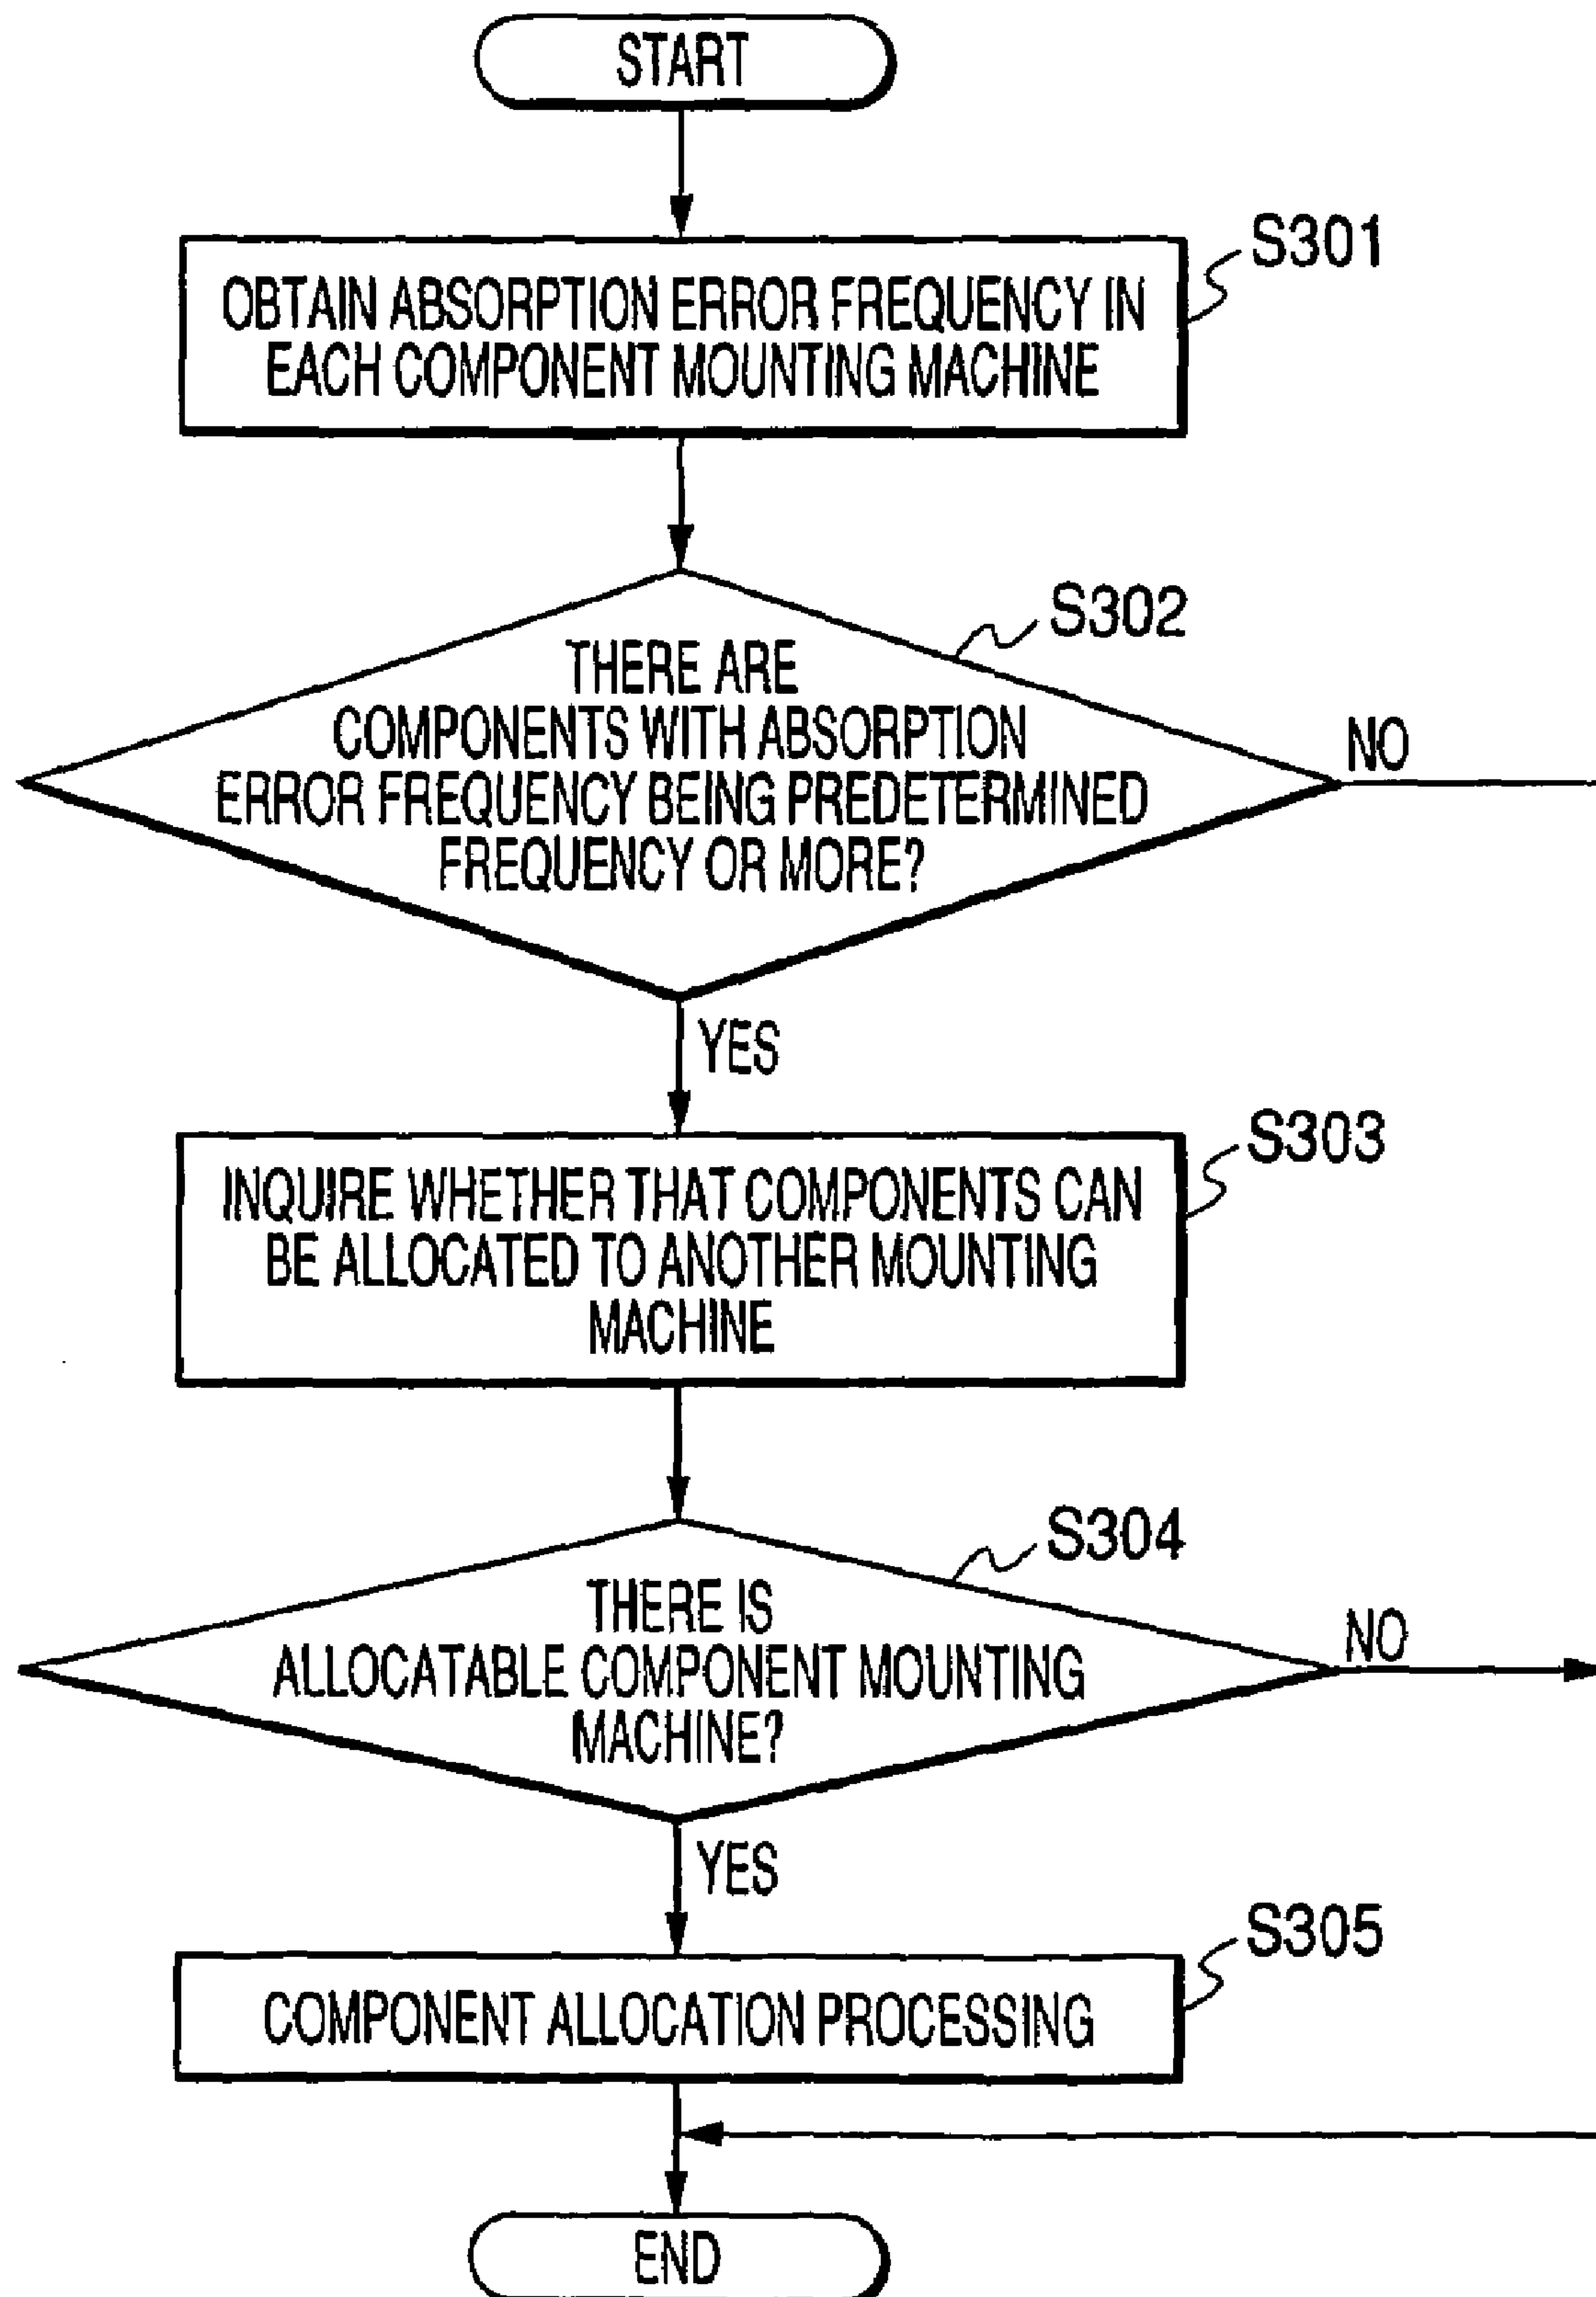 START
S301
OBTAIN ABSORPTION ERROR FREQUENCY IN
EACH COMPONENT MOUNTING MACHINE
S302
THERE ARE
COMPONENTS WITH ABSORPTION
ERROR FREQUENCY BEING PREDETERMINED
FREQUENCY OR MORE?
NO
YES
S303
INQUIRE WHETHER THAT COMPONENTS CAN
BE ALLOCATED TO ANOTHER MOUNTING
MACHINE
S304
THERE IS
ALLOCATABLE COMPONENT MOUNTING
MACHINE?
NO
YES
S305
COMPONENT ALLOCATION PROCESSING
END